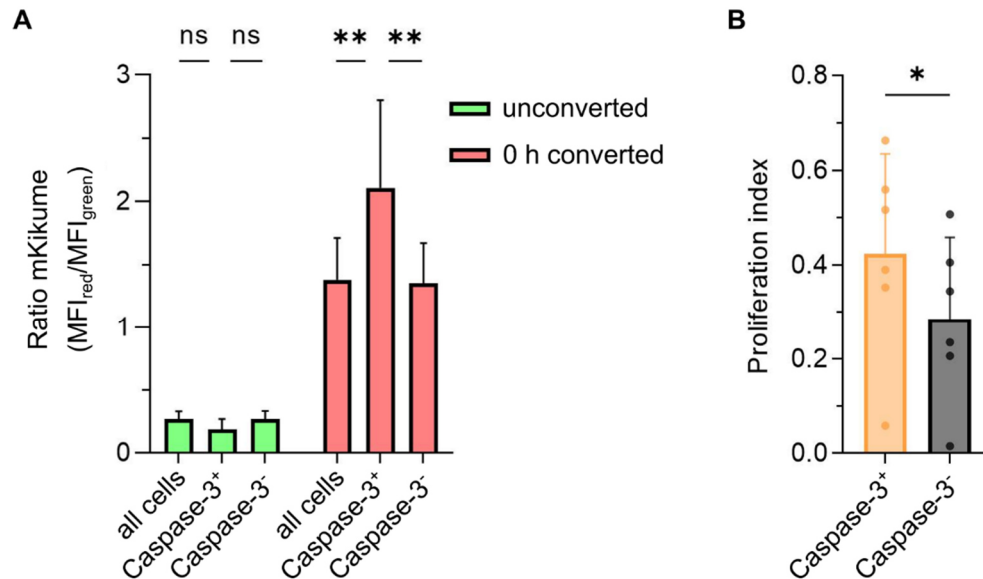 A
ns ns ** **
3
2
1
0
Ratio mKikume
(MFIred/MFIgreen)
unconverted
0 h converted
all cells
Caspase-3+
Caspase-3-
all cells
Caspase-3+
Caspase-3-
B
*
0.8
0.6
0.4
0.2
0.0
Proliferation index
Caspase-3+
Caspase-3-